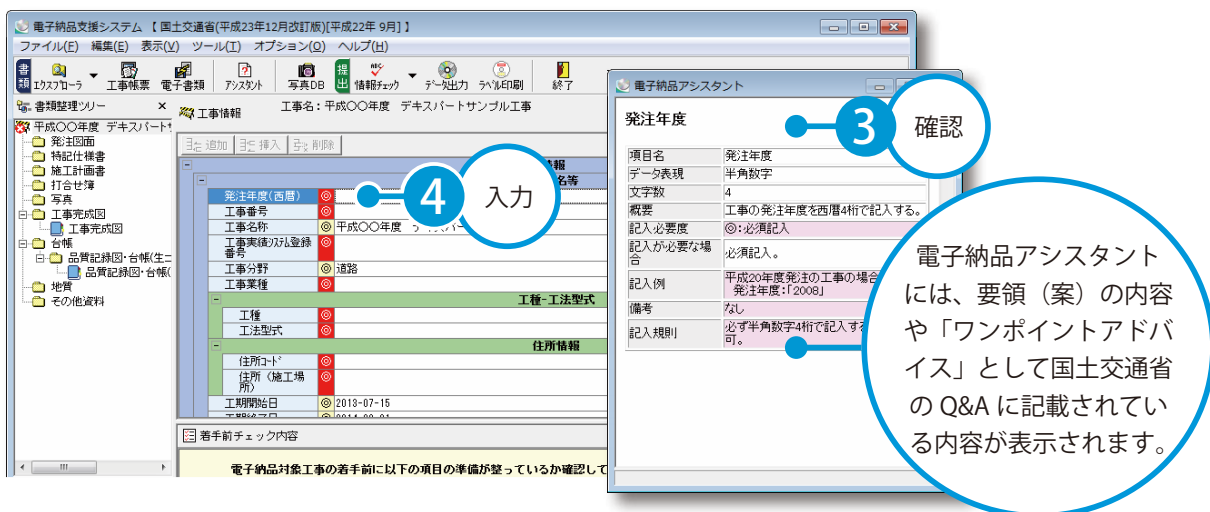 電子納品支援システム 【 国土交通省(平成23年12月改訂版)[平成22年 9月] 】
ファイル(F) 編集(E) 表示(V) ツール(T) オプション(O) ヘルプ(H)
書類 エクスプローラ 工事帳票 電子書類 アシスタント 写真DB 提出 情報チェック データ出力 ラベル印刷 終了
書類整理ツリー ×
平成〇〇年度 デキスパート
発注図面
特記仕様書
施工計画書
打合せ簿
写真
工事完成図
工事完成図
台帳
品質記録図・台帳(生コ
品質記録図・台帳(
地質
その他資料
工事情報 工事名：平成〇〇年度 デキスパートサンプル工事
追加 挿入 削除
発注年度(西暦) ◎
工事番号 ◎
工事名称 ◎ 平成〇〇年度
工事実績システム登録番号 ◎
工事分野 ◎ 道路
工事業種 ◎
工種-工法型式
工種 ◎
工法型式 ◎
住所情報
住所コード ◎
住所（施工場所） ◎
工期開始日 ◎ 2013-07-15
着手前チェック内容
電子納品対象工事の着手前に以下の項目の準備が整っているか確認して
4 入力
電子納品アシスタント
発注年度
3 確認
項目名 発注年度
データ表現 半角数字
文字数 4
概要 工事の発注年度を西暦4桁で記入する。
記入必要度 ◎:必須記入
記入が必要な場合 必須記入。
記入例 平成20年度発注の工事の場合
発注年度:「2008」
備考 なし
記入規則 必ず半角数字4桁で記入する
可。
電子納品アシスタント
には、要領（案）の内容
や「ワンポイントアドバ
イス」として国土交通省
の Q&A に記載されてい
る内容が表示されます。